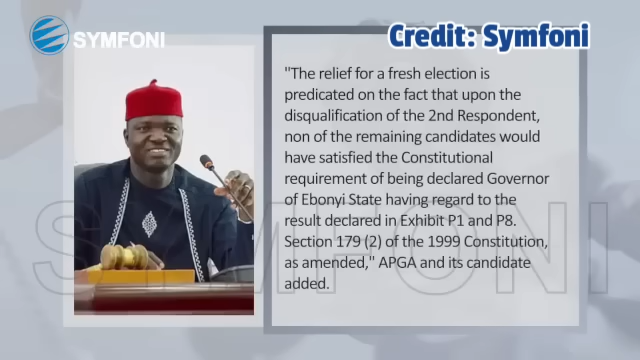 SYMFONI
Credit: Symfoni
"The relief for a fresh election is
predicated on the fact that upon the
disqualification of the 2nd Respondent,
non of the remaining candidates would
have satisfied the Constitutional
requirement of being declared Governor
of Ebonyi State having regard to the
result declared in Exhibit P1 and P8.
Section 179 (2) of the 1999 Constitution,
as amended," APGA and its candidate
added.
SYMFONI